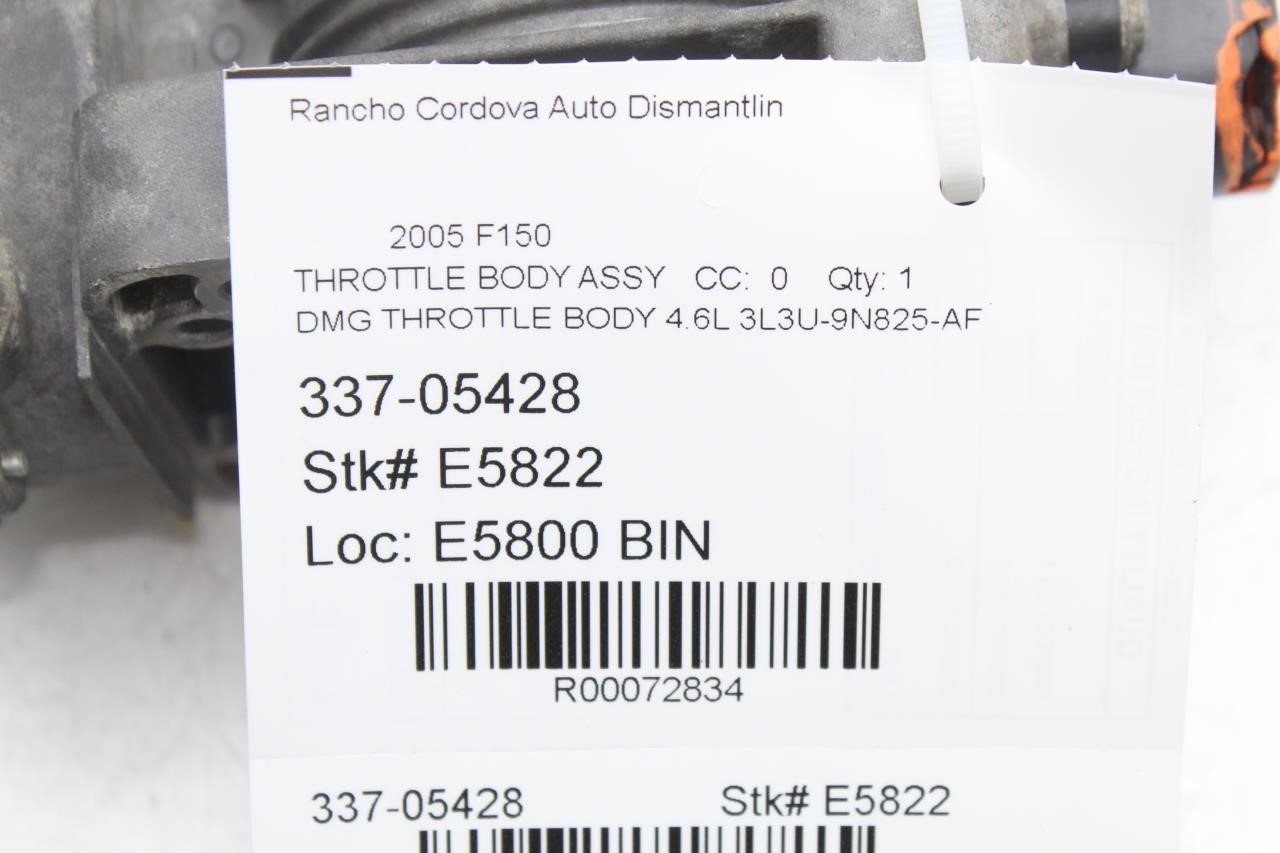 Rancho Cordova Auto Dismantlin
2005 F150
THROTTLE BODY ASSY CC: 0 Qty: 1
DMG THROTTLE BODY 4.6L 3L3U-9N825-AF
337-05428
Stk# E5822
Loc: E5800 BIN
R00072834
337-05428 Stk# E5822